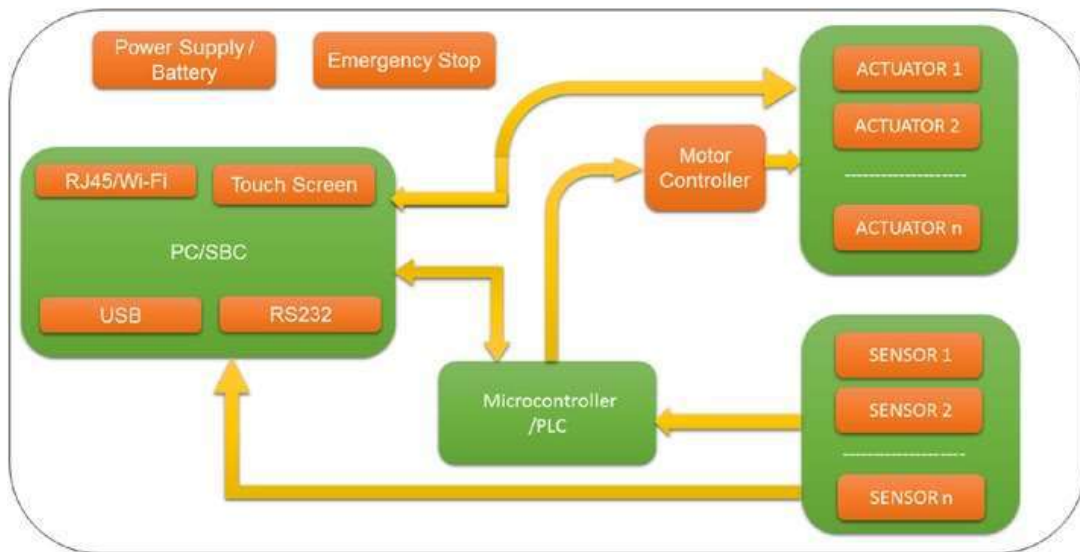 Power Supply /
Battery
Emergency Stop
RJ45/Wi-Fi
Touch Screen
PC/SBC
USB
RS232
Motor
Controller
Microcontroller
/PLC
ACTUATOR 1
ACTUATOR 2
--------------------
ACTUATOR n
SENSOR 1
SENSOR 2
--------------------
SENSOR n